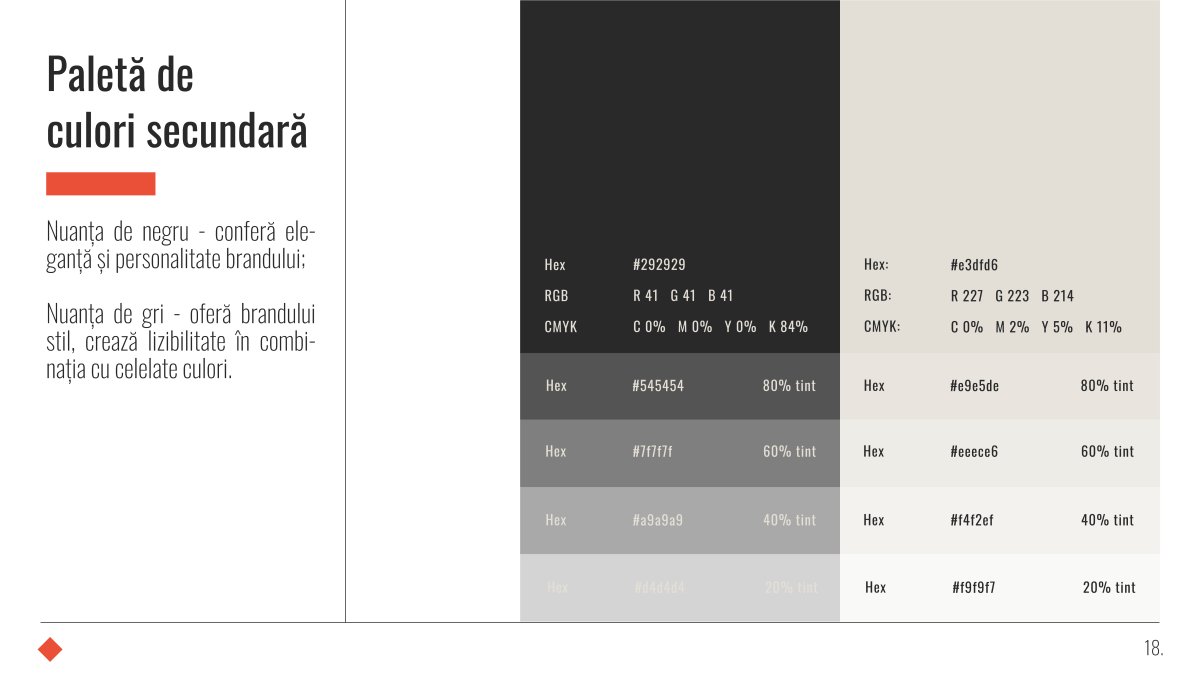 Paletă de
culori secundară
Nuanța de negru - conferă ele-
ganță și personalitate brandului;
Nuanța de gri - oferă brandului
stil, crează lizibilitate în combi-
nația cu celelate culori.
Hex #292929
RGB R 41 G 41 B 41
CMYK C 0% M 0% Y 0% K 84%
Hex #545454 80% tint
Hex #7f7f7f 60% tint
Hex #a9a9a9 40% tint
Hex #d4d4d4 20% tint
Hex: #e3dfd6
RGB: R 227 G 223 B 214
CMYK: C 0% M 2% Y 5% K 11%
Hex #e9e5de 80% tint
Hex #eeece6 60% tint
Hex #f4f2ef 40% tint
Hex #f9f9f7 20% tint
18.